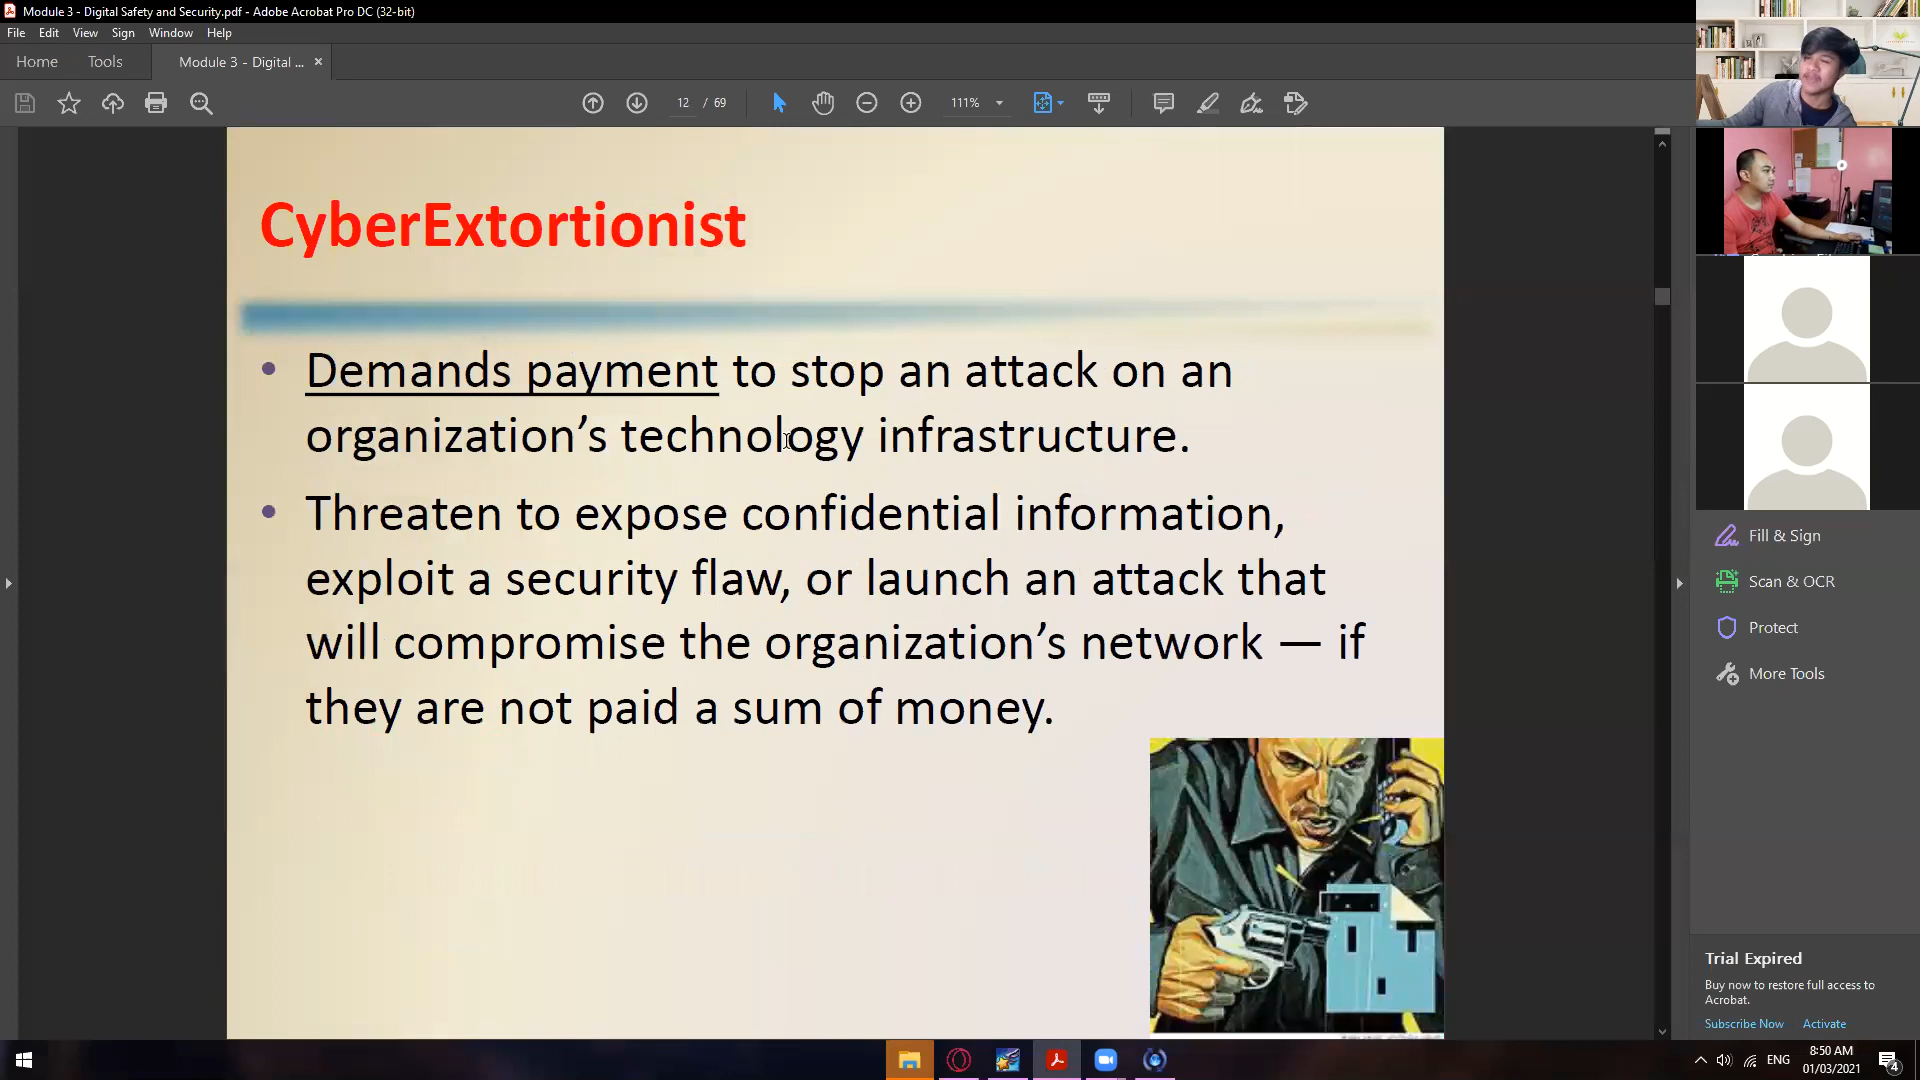 Module 3 - Digital Safety and Security.pdf - Adobe Acrobat Pro DC (32-bit)
File Edit View Sign Window Help
Home Tools Module 3 - Digital ... ×
12 / 69 111%
CyberExtortionist
• Demands payment to stop an attack on an
organization’s technology infrastructure.
• Threaten to expose confidential information,
exploit a security flaw, or launch an attack that
will compromise the organization’s network — if
they are not paid a sum of money.
Fill & Sign
Scan & OCR
Protect
More Tools
Trial Expired
Buy now to restore full access to
Acrobat.
Subscribe Now Activate
ENG 8:50 AM
01/03/2021
4